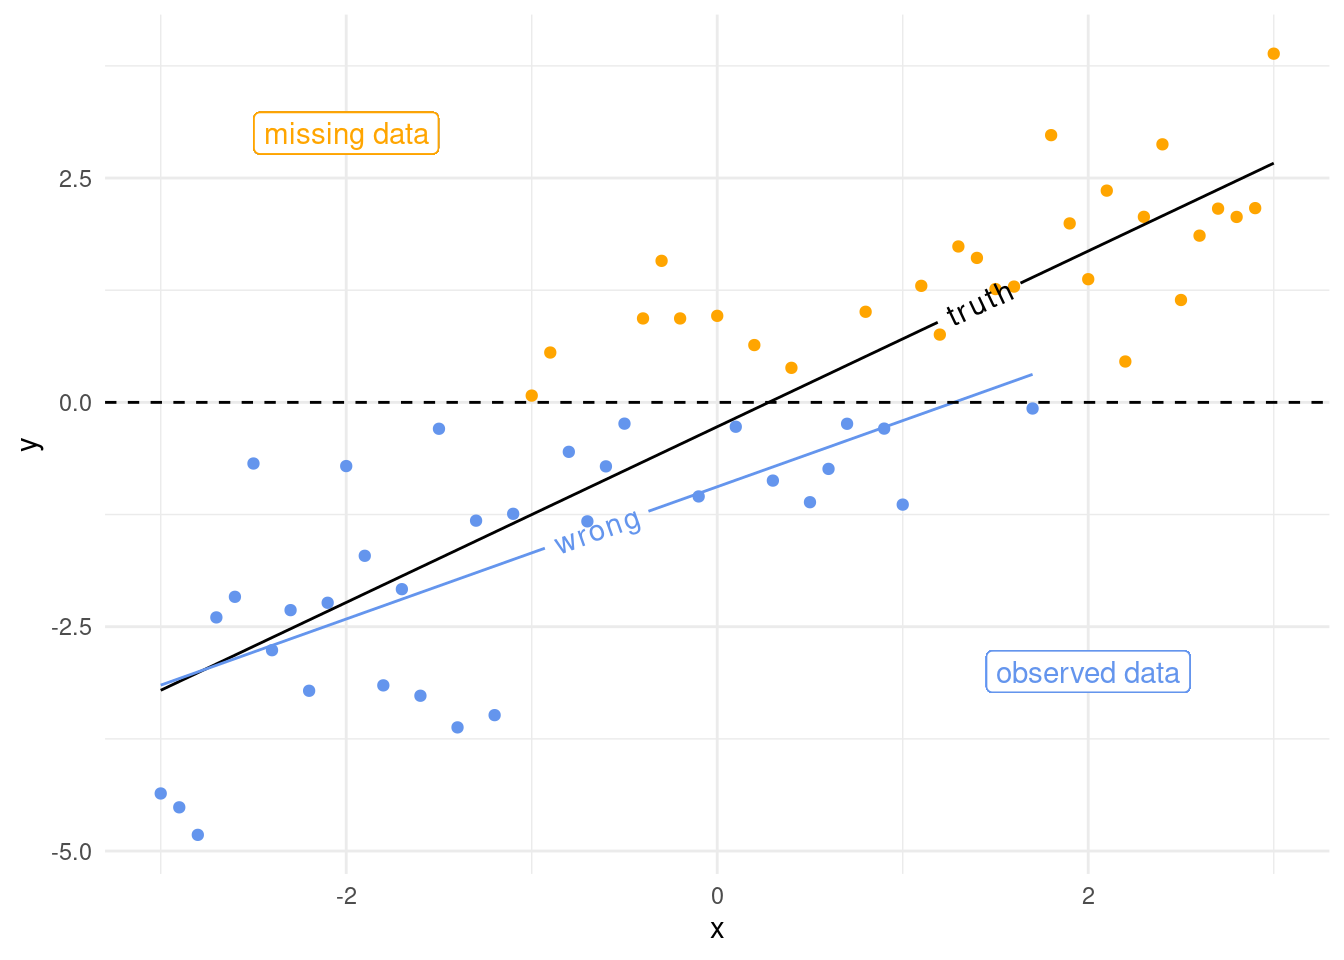 missing data
2.5
truth
0.0
y
wrong
-2.5
observed data
-5.0
-2
0
2
x